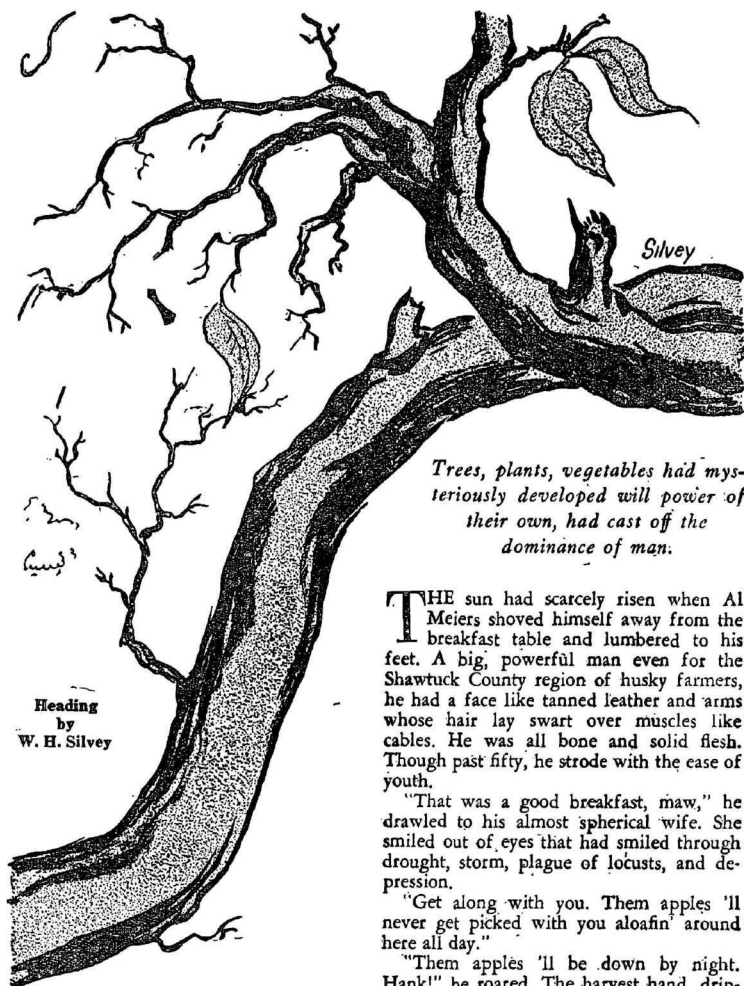 Silvey
Trees, plants, vegetables had mys-
teriously developed will power of
their own, had cast off the
dominance of man.
Heading
by
W. H. Silvey
THE sun had scarcely risen when Al
Meiers shoved himself away from the
breakfast table and lumbered to his
feet. A big, powerful man even for the
Shawtuck County region of husky farmers,
he had a face like tanned leather and arms
whose hair lay swart over muscles like
cables. He was all bone and solid flesh.
Though past fifty, he strode with the ease of
youth.
"That was a good breakfast, maw," he
drawled to his almost spherical wife. She
smiled out of eyes that had smiled through
drought, storm, plague of locusts, and de-
pression.
"Get along with you. Them apples 'll
never get picked with you aloafin' around
here all day."
"Them apples 'll be down by night.
Hank!" he roared. The harvest hand, drip-